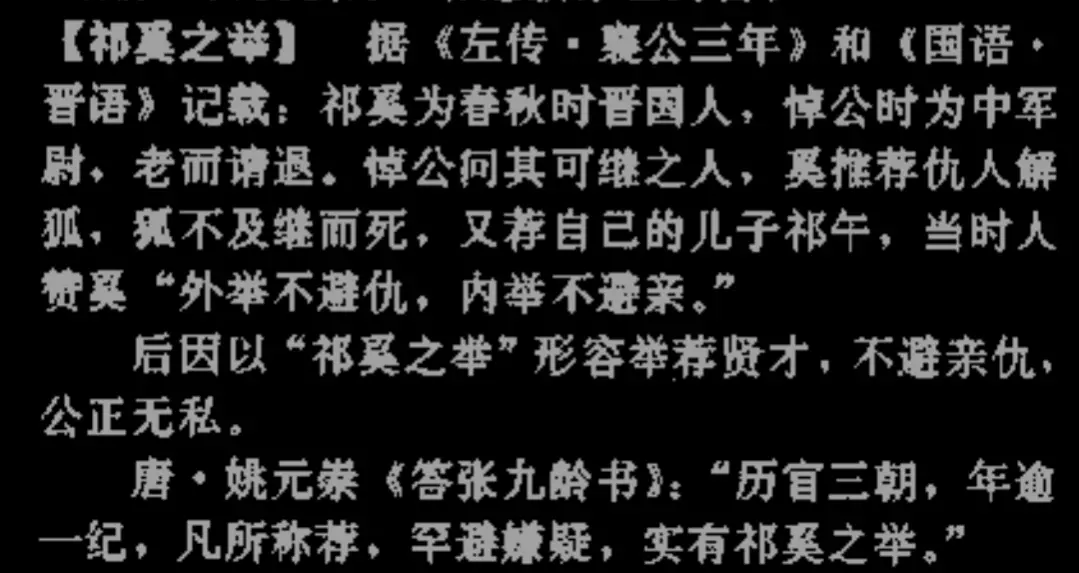 【祁奚之举】 据《左传·襄公三年》和《国语·
晋语》记载：祁奚为春秋时晋国人，悼公时为中军
尉，老而请退。悼公问其可继之人，奚推荐仇人解
狐，狐不及继而死，又荐自己的儿子祁午，当时人
赞奚“外举不避仇，内举不避亲。”
后因以“祁奚之举”形容举荐贤才，不避亲仇，
公正无私。
唐·姚元崇《答张九龄书》：“历官三朝，年逾
一纪，凡所称荐，罕避嫌疑，实有祁奚之举。”